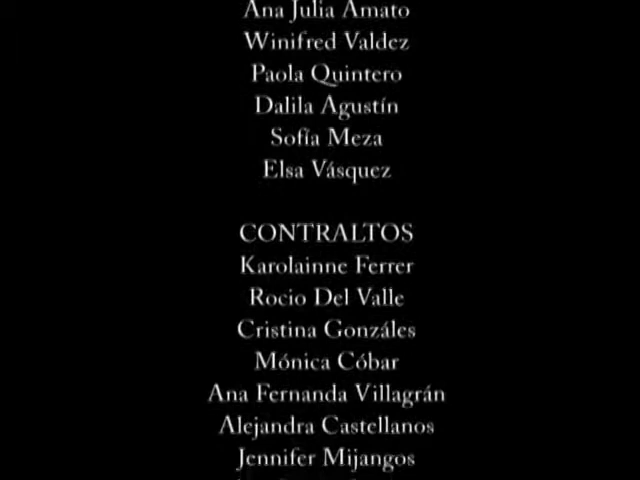 Ana Julia Amato
Winifred Valdez
Paola Quintero
Dalila Agustín
Sofía Meza
Elsa Vásquez
CONTRALTOS
Karolainne Ferrer
Rocio Del Valle
Cristina Gonzáles
Mónica Cóbar
Ana Fernanda Villagrán
Alejandra Castellanos
Jennifer Mijangos